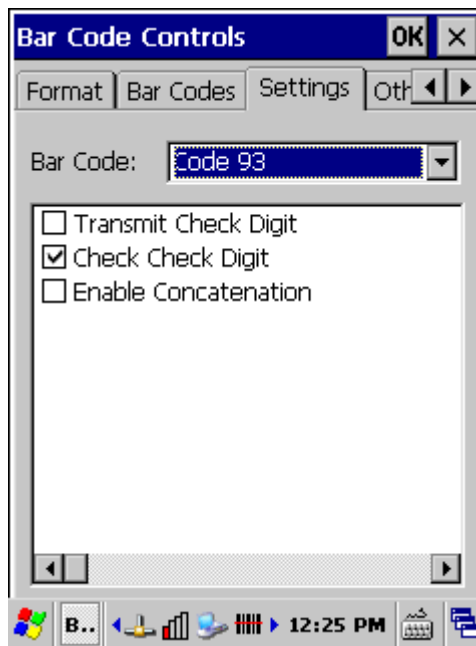 Bar Code Controls OK ×
Format Bar Codes Settings Oth
Bar Code: Code 93
Transmit Check Digit
Check Check Digit
Enable Concatenation
B.. 12:25 PM